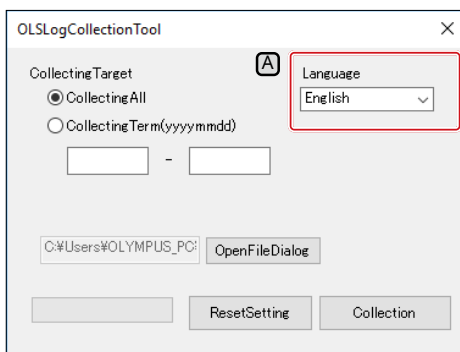 OLSLogCollectionTool
CollectingTarget
A
Language
CollectingAll
English
CollectingTerm(yyyymmdd)
-
C:¥Users¥OLYMPUS_PC¥
OpenFileDialog
ResetSetting
Collection